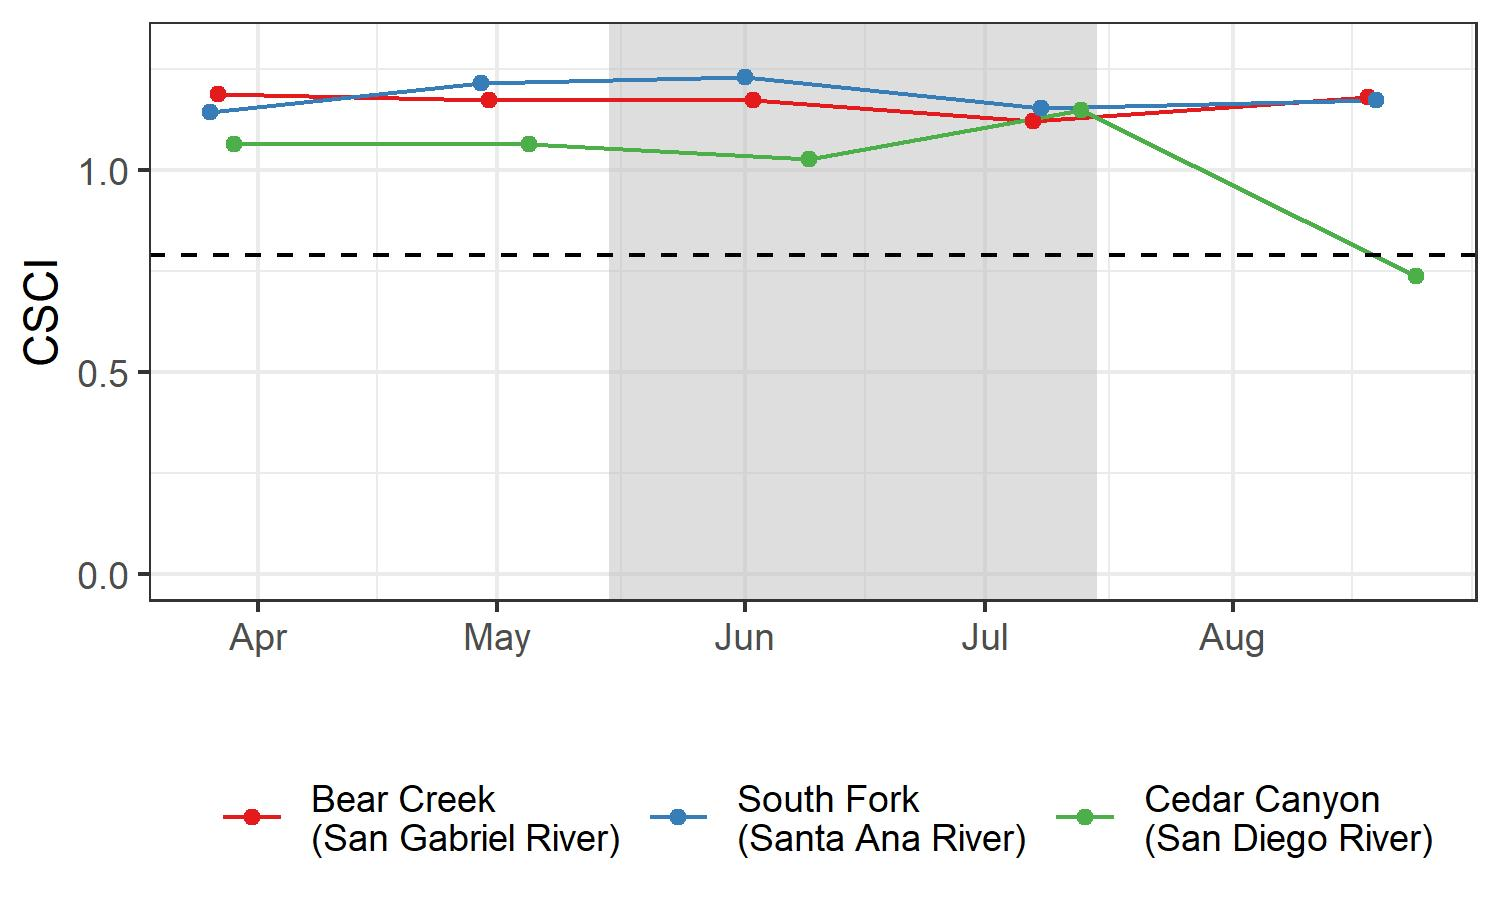 CSCI
1.0
0.5
0.0
Apr May Jun Jul Aug
Bear Creek
(San Gabriel River)
South Fork
(Santa Ana River)
Cedar Canyon
(San Diego River)